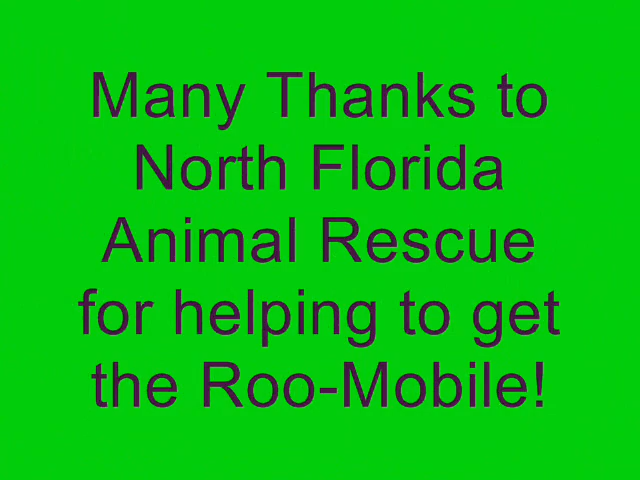 Many Thanks to
North Florida
Animal Rescue
for helping to get
the Roo-Mobile!